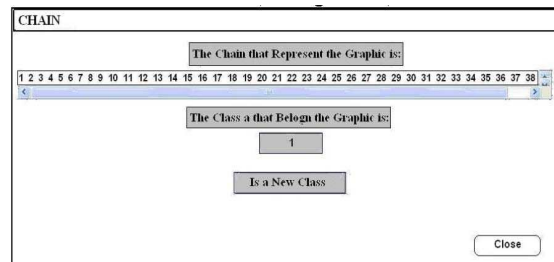 CHAIN
The Chain that Represent the Graphic is:
1 2 3 4 5 6 7 8 9 10 11 12 13 14 15 16 17 18 19 20 21 22 23 24 25 26 27 28 29 30 31 32 33 34 35 36 37 38
The Class a that Belogn the Graphic is:
1
Is a New Class
Close